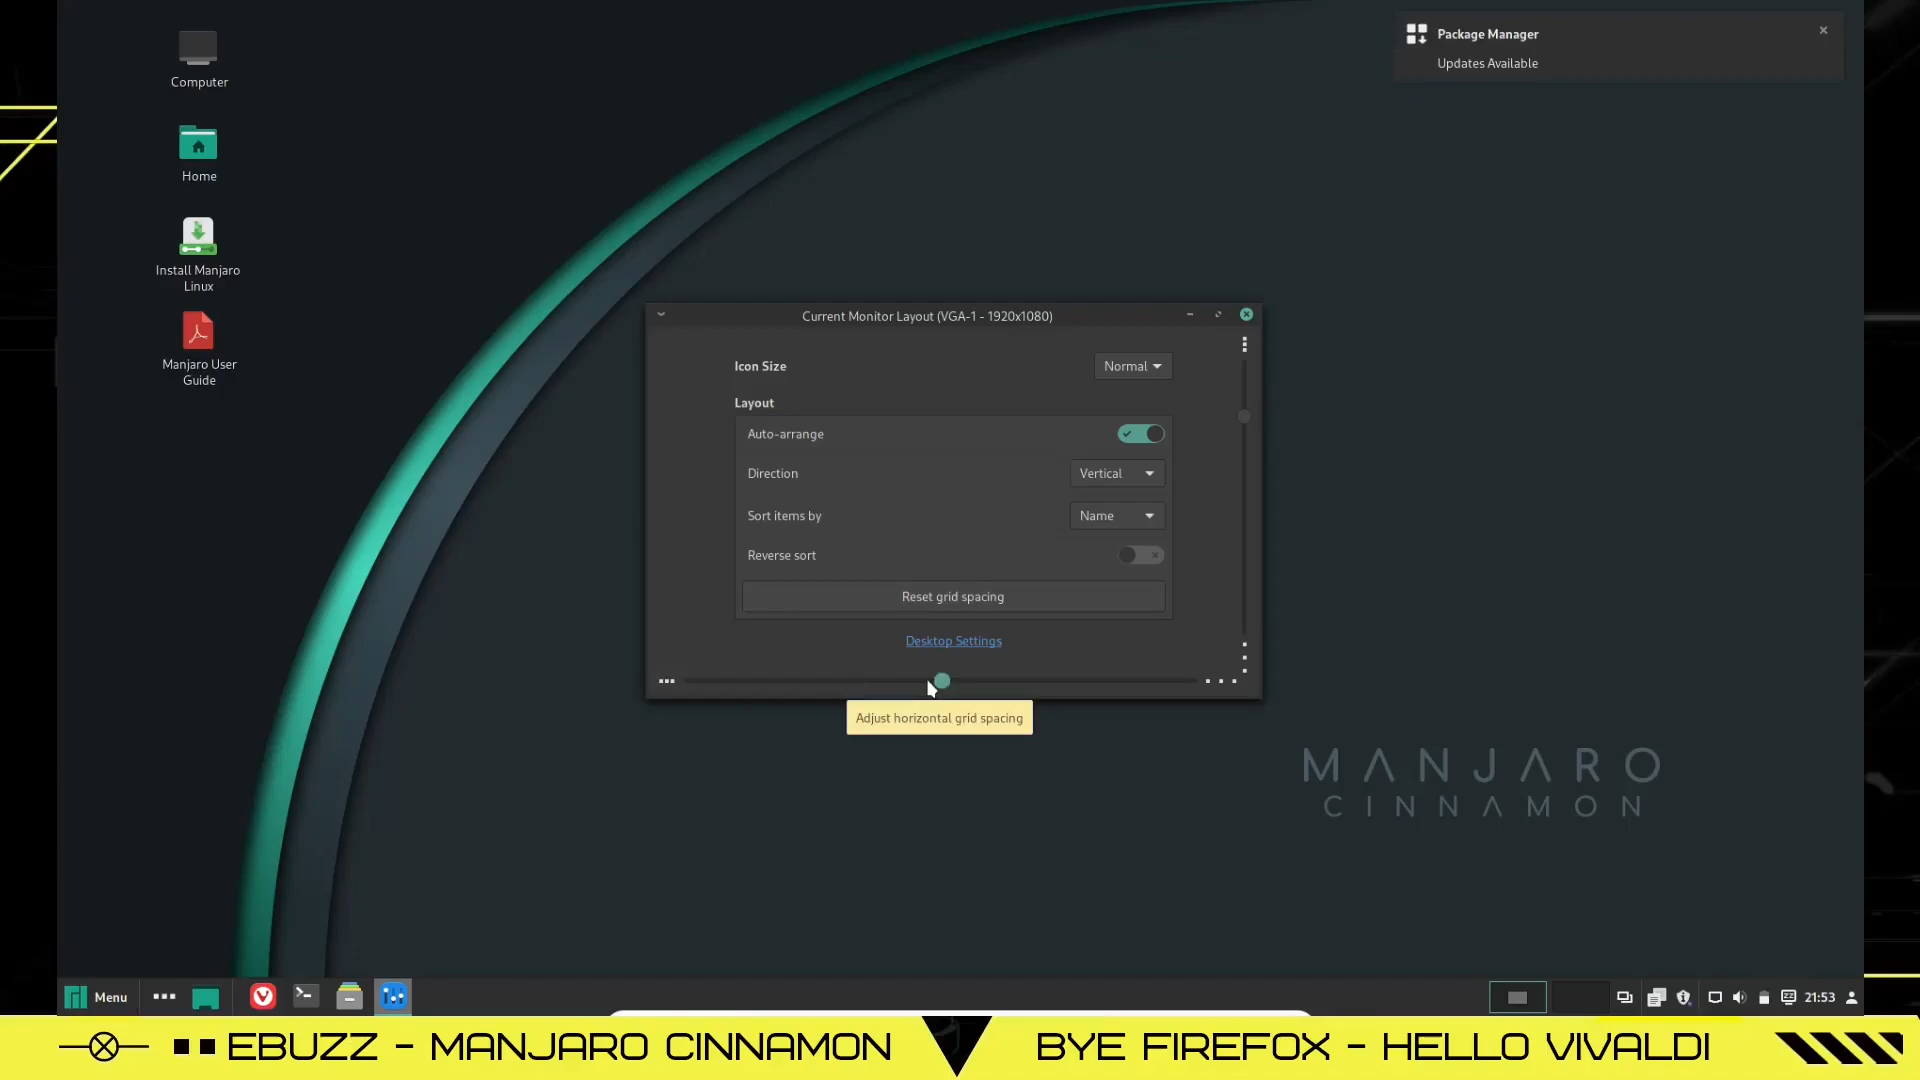 Computer
Home
Install Manjaro
Linux
Manjaro User
Guide
Package Manager
Updates Available
Current Monitor Layout (VGA-1 - 1920x1080)
Icon Size
Normal
Layout
Auto-arrange
Direction
Vertical
Sort items by
Name
Reverse sort
Reset grid spacing
Desktop Settings
Adjust horizontal grid spacing
MANJARO
CINNAMON
Menu
21:53
EBUZZ - MANJARO CINNAMON
BYE FIREFOX - HELLO VIVALDI